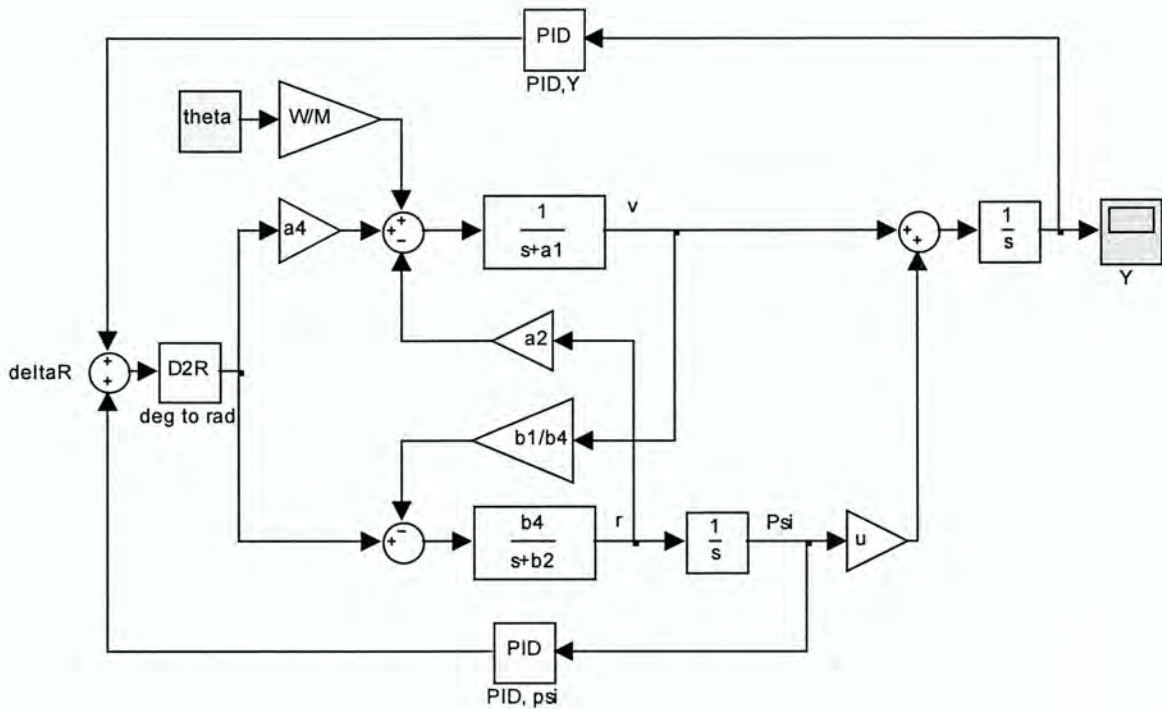 PID
PID,Y
theta
W/M
+
+
−
a4
1
s+a1
v
+
+
1
s
Y
a2
deltaR
+
+
D2R
deg to rad
b1/b4
+
−
b4
s+b2
r
1
s
Psi
u
PID
PID, psi